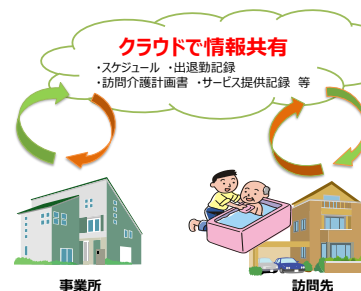 クラウドで情報共有
・スケジュール ・出退勤記録
・訪問介護計画書 ・サービス提供記録 等
事業所
訪問先